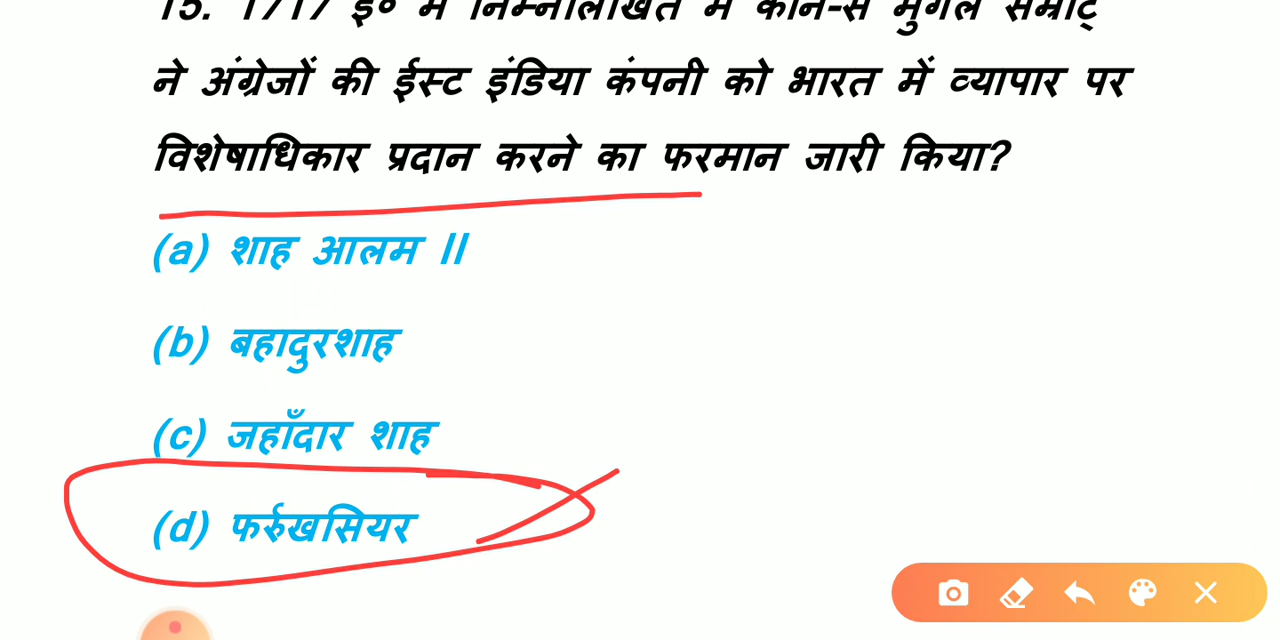 15. 1717 ई० में निम्नलिखित में कौन-से मुगल सम्राट्
ने अंग्रेजों की ईस्ट इंडिया कंपनी को भारत में व्यापार पर
विशेषाधिकार प्रदान करने का फरमान जारी किया?
(a) शाह आलम II
(b) बहादुरशाह
(c) जहाँदार शाह
(d) फर्रुखसियर